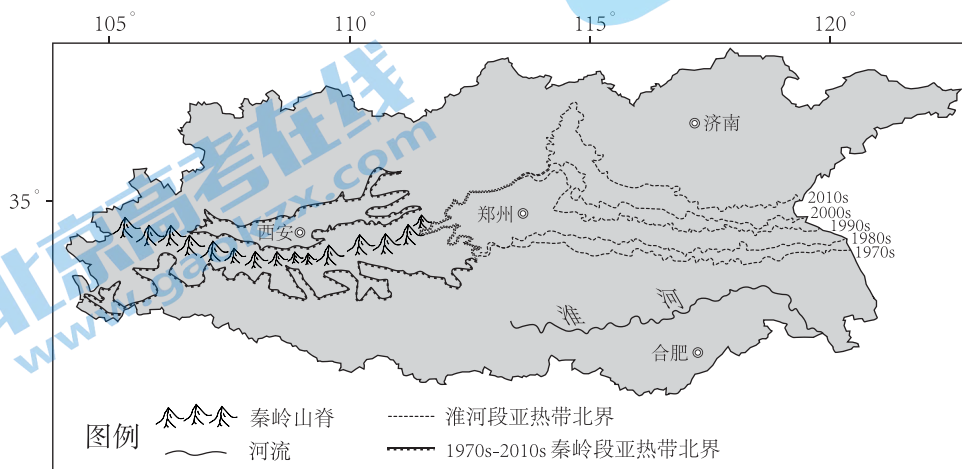 105° 110° 115° 120°
35°
济南
郑州
西安
2010s
2000s
1990s
1980s
1970s
淮河
合肥
图例
秦岭山脊
淮河段亚热带北界
河流
1970s-2010s 秦岭段亚热带北界
北京高考在线
www.gaokzx.com